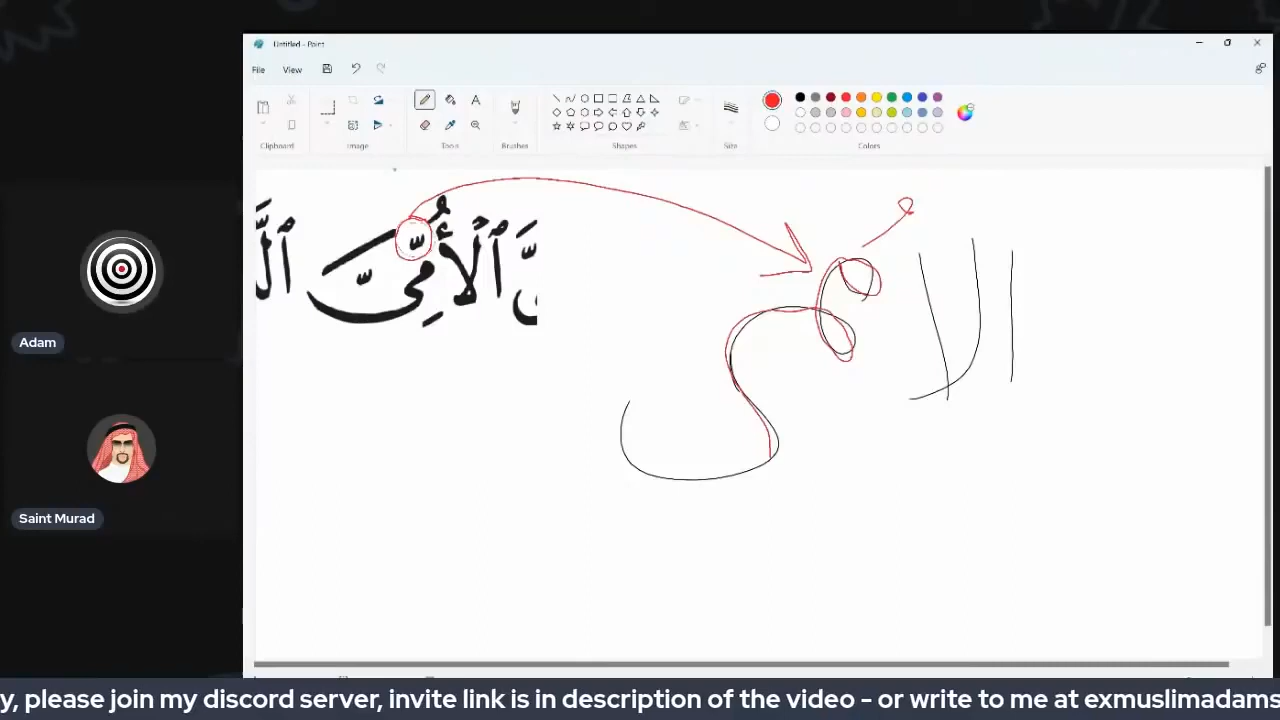 Untitled - Paint
File View
Clipboard Image Tools Brushes Shapes Size Colors
ٱلْأُمِّيِّـَۧ
Adam
Saint Murad
y, please join my discord server, invite link is in description of the video - or write to me at exmuslimadams